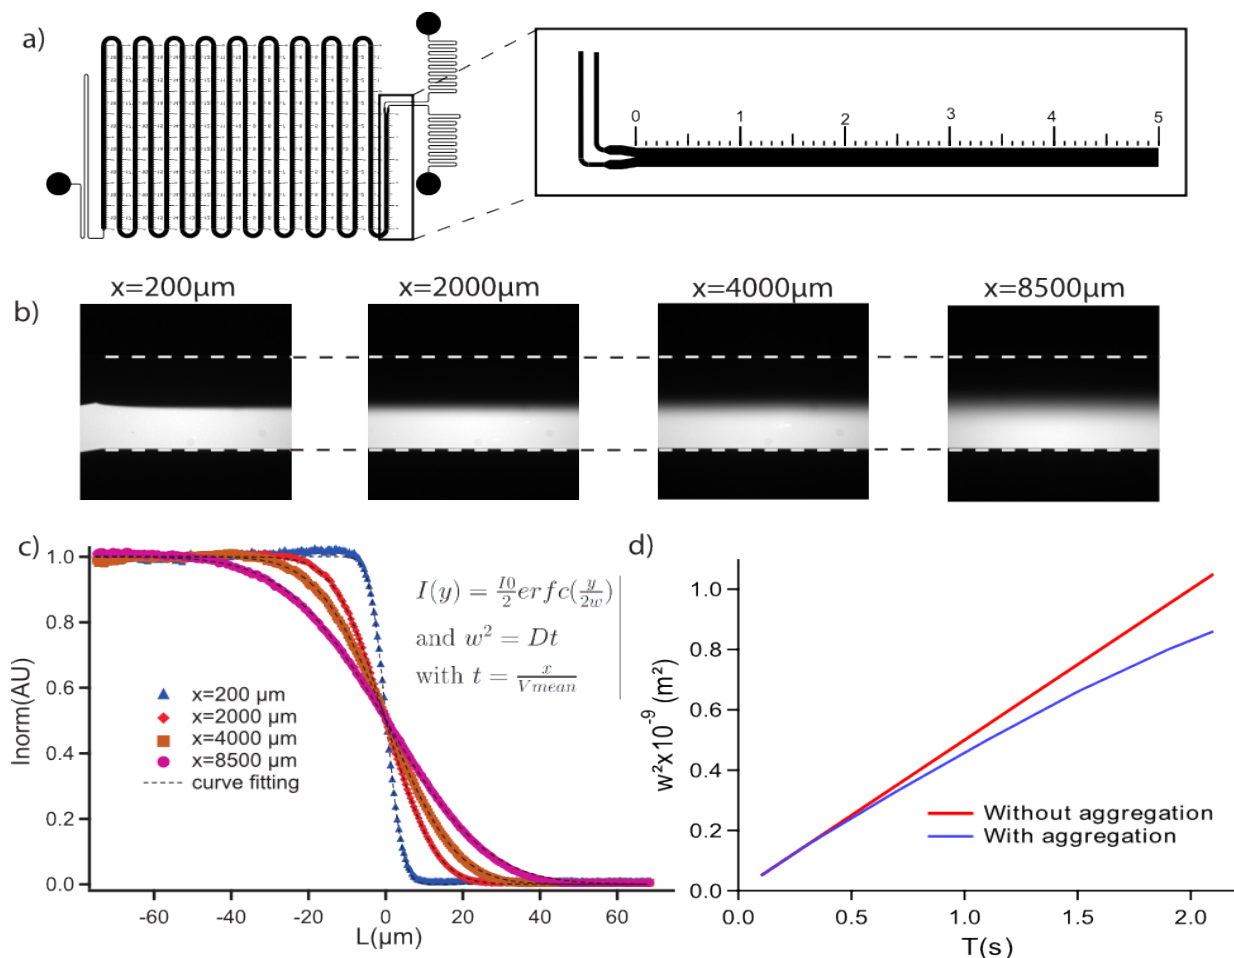 a)
0 1 2 3 4 5
x=200μm x=2000μm x=4000μm x=8500μm
b)
c)
1.0
0.8
0.6
0.4
0.2
0.0
Inorm(AU)
-60 -40 -20 0 20 40 60
L(μm)
I(y) = \frac{I0}{2} erfc(\frac{y}{2w})
and w² = Dt
with t = \frac{x}{Vmean}
x=200 μm
x=2000 μm
x=4000 μm
x=8500 μm
curve fitting
d)
1.0
0.8
0.6
0.4
0.2
0.0
w²x10⁻⁹ (m²)
Without aggregation
With aggregation
0.0 0.5 1.0 1.5 2.0
T(s)